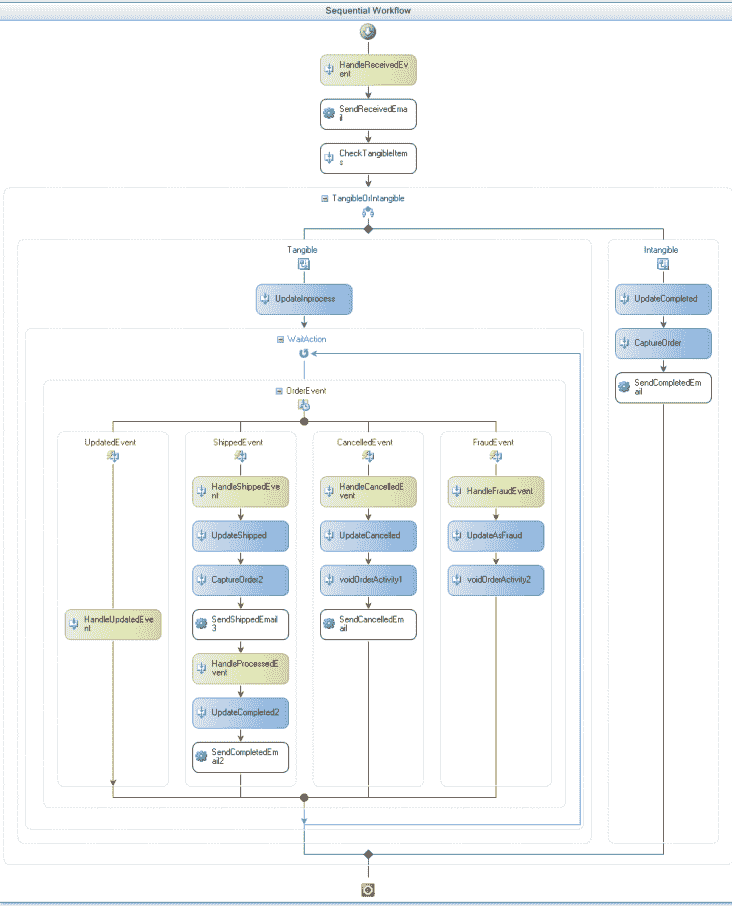 Sequential Workflow
HandleReceivedEv
ent
SendReceivedEma
il
CheckTangibleItem
s
TangibleOrIntangible
Tangible
UpdateInprocess
WaitAction
OrderEvent
UpdatedEvent
HandleUpdatedEve
nt
ShippedEvent
HandleShippedEve
nt
UpdateShipped
CaptureOrder2
SendShippedEmail
3
HandleProcessedE
vent
UpdateCompleted2
SendCompletedEm
ail2
CancelledEvent
HandleCancelledE
vent
UpdateCancelled
voidOrderActivity1
SendCancelledEm
ail
FraudEvent
HandleFraudEvent
UpdateAsFraud
voidOrderActivity2
Intangible
UpdateCompleted
CaptureOrder
SendCompletedEm
ail